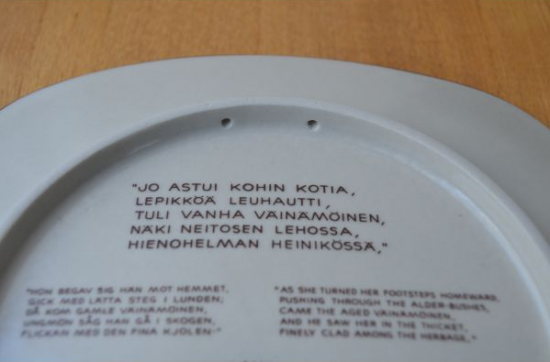 "JO ASTUI KOHIN KOTIA,
LEPIKKÖÄ LEUHAUTTI,
TULI VANHA VÄINÄMÖINEN,
NÄKI NEITOSEN LEHOSSA,
HIENOHELMAN HEINIKÖSSÄ,"
"HON BEGAV SIG HÄN MOT HEMMET,
GICK MED LÄTTA STEG I LUNDEN,
DÅ KOM GAMLE VÄINÄMÖINEN,
UNGMON SÅG HAN GÅ I SKOGEN,
FLICKAN MED DEN FINA KJOLEN-"
"AS SHE TURNED HER FOOTSTEPS HOMEWARD,
PUSHING THROUGH THE ALDER-BUSHES,
CAME THE AGED VÄINÄMÖINEN,
AND HE SAW HER IN THE THICKET,
FINELY CLAD AMONG THE HERBAGE,"